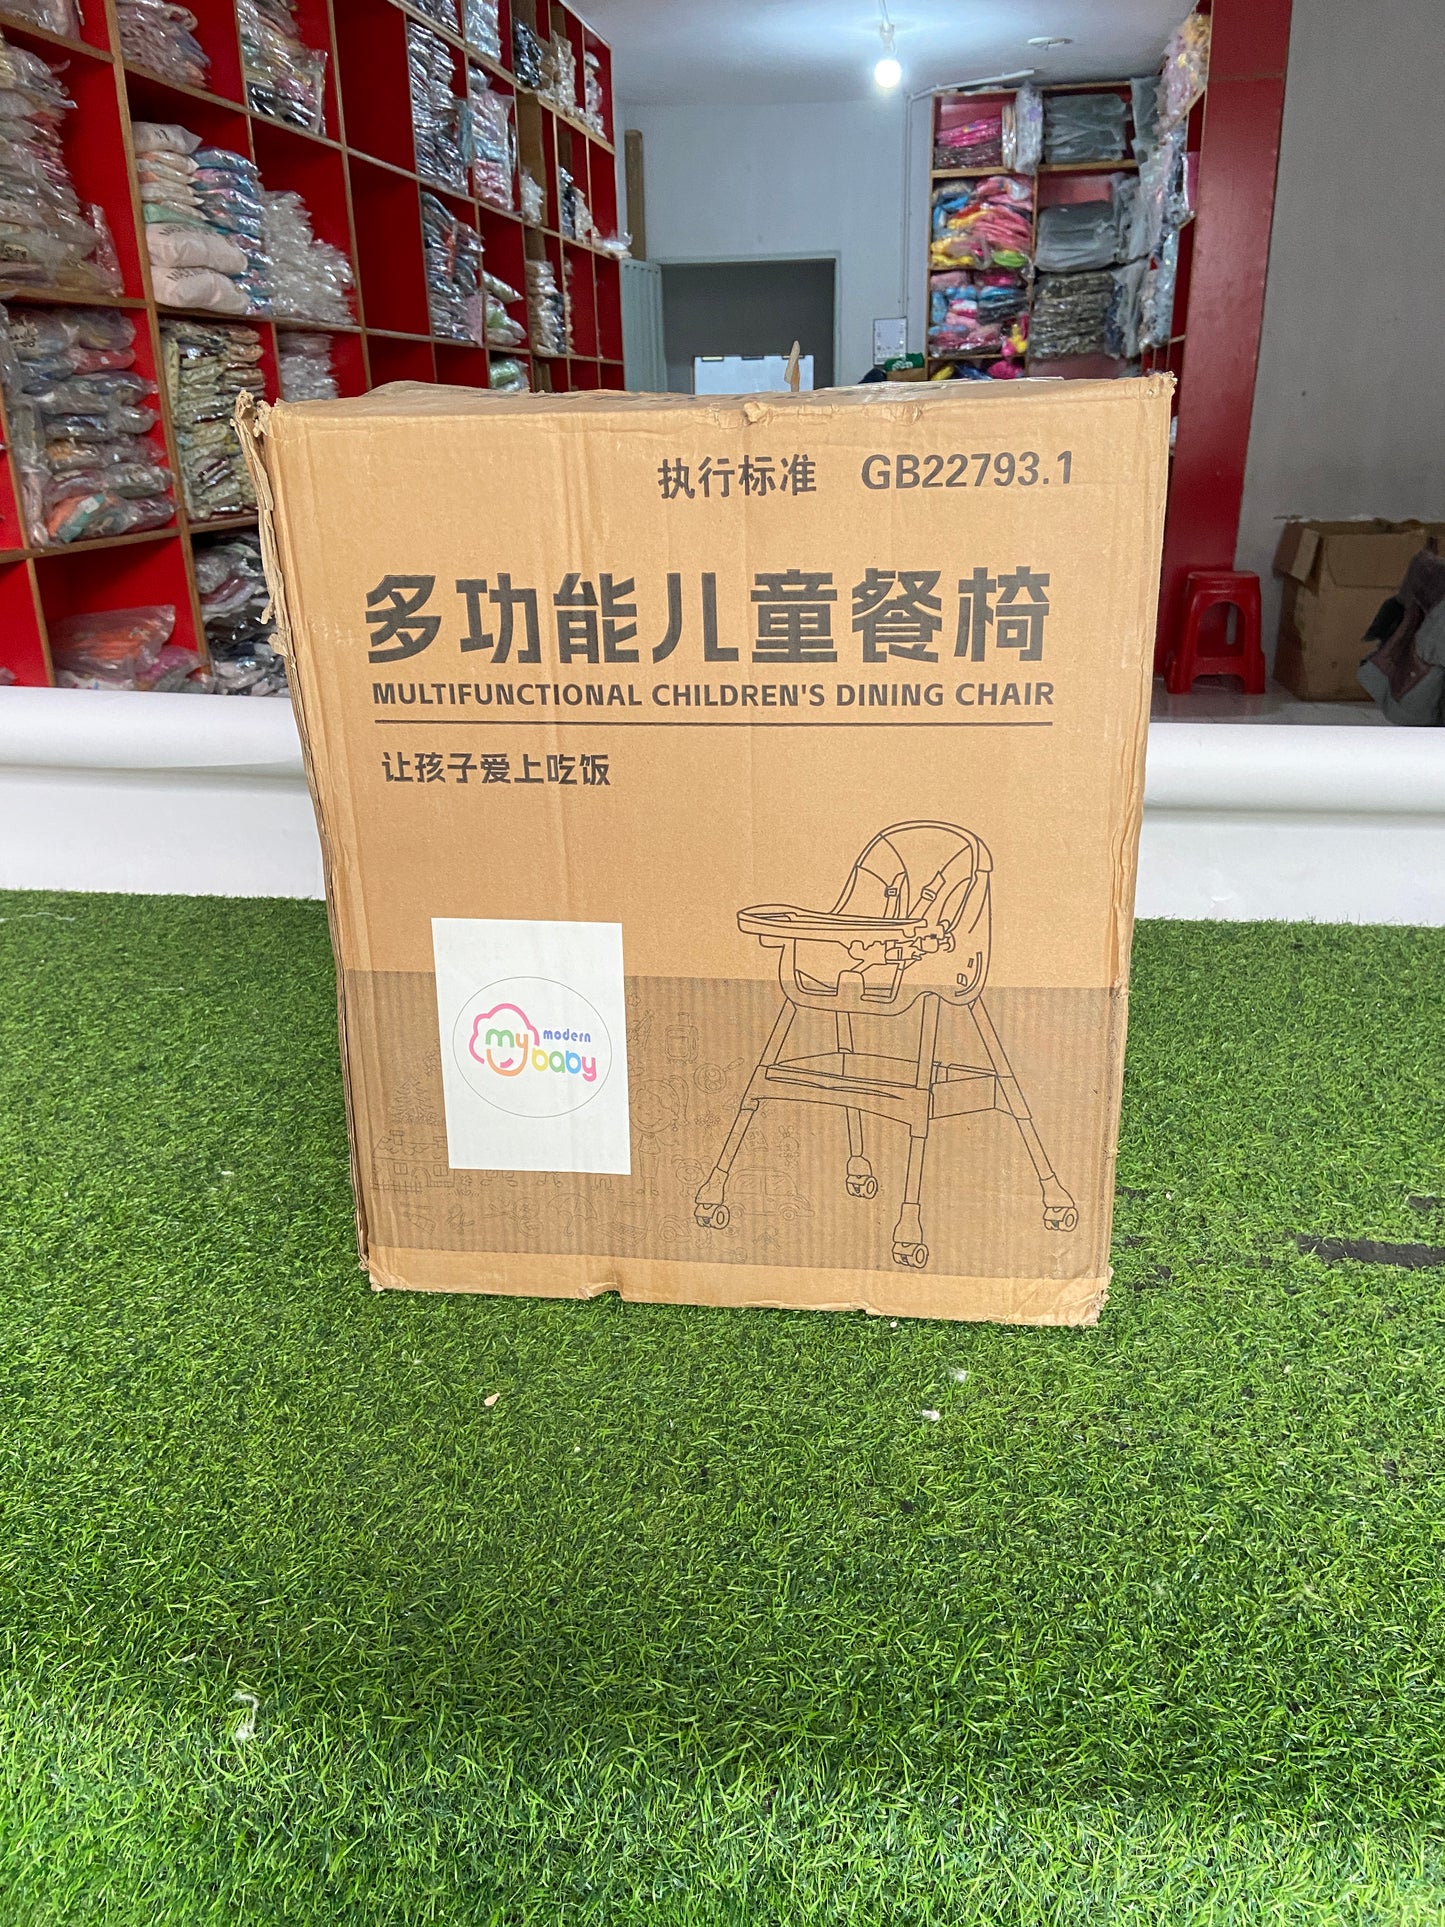 执行标准 GB22793.1
多功能儿童餐椅
MULTIFUNCTIONAL CHILDREN'S DINING CHAIR
让孩子爱上吃饭
my modern
baby